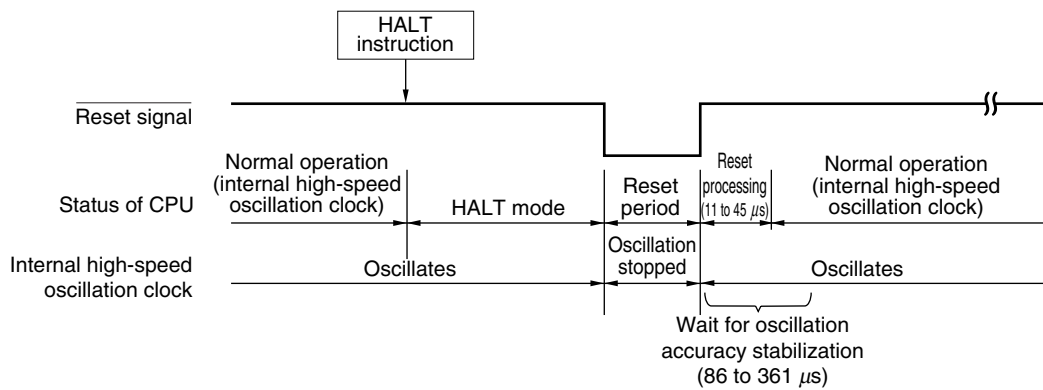 HALT
instruction
Reset signal
Status of CPU
Normal operation
(internal high-speed
oscillation clock)
HALT mode
Reset
period
Reset
processing
(11 to 45 μs)
Normal operation
(internal high-speed
oscillation clock)
Internal high-speed
oscillation clock
Oscillates
Oscillation
stopped
Oscillates
Wait for oscillation
accuracy stabilization
(86 to 361 μs)